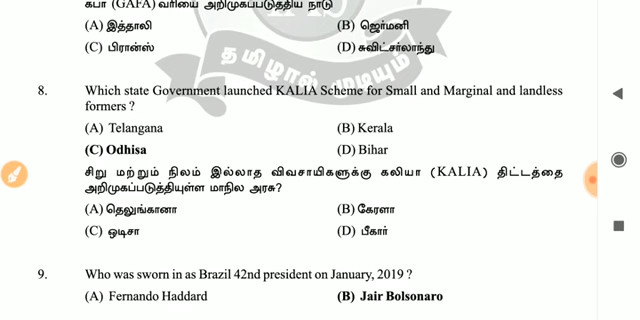 கபா (GAFA) வரியை அறிமுகப்படுத்திய நாடு
(A) இத்தாலி (B) ஜெர்மனி
(C) பிரான்ஸ் (D) சுவிட்சர்லாந்து
தமிழால் முடியும்
8. Which state Government launched KALIA Scheme for Small and Marginal and landless
formers ?
(A) Telangana (B) Kerala
(C) Odhisa (D) Bihar
சிறு மற்றும் நிலம் இல்லாத விவசாயிகளுக்கு கலியா (KALIA) திட்டத்தை
அறிமுகப்படுத்தியுள்ள மாநில அரசு?
(A) தெலுங்கானா (B) கேரளா
(C) ஒடிசா (D) பீகார்
9. Who was sworn in as Brazil 42nd president on January, 2019 ?
(A) Fernando Haddard (B) Jair Bolsonaro